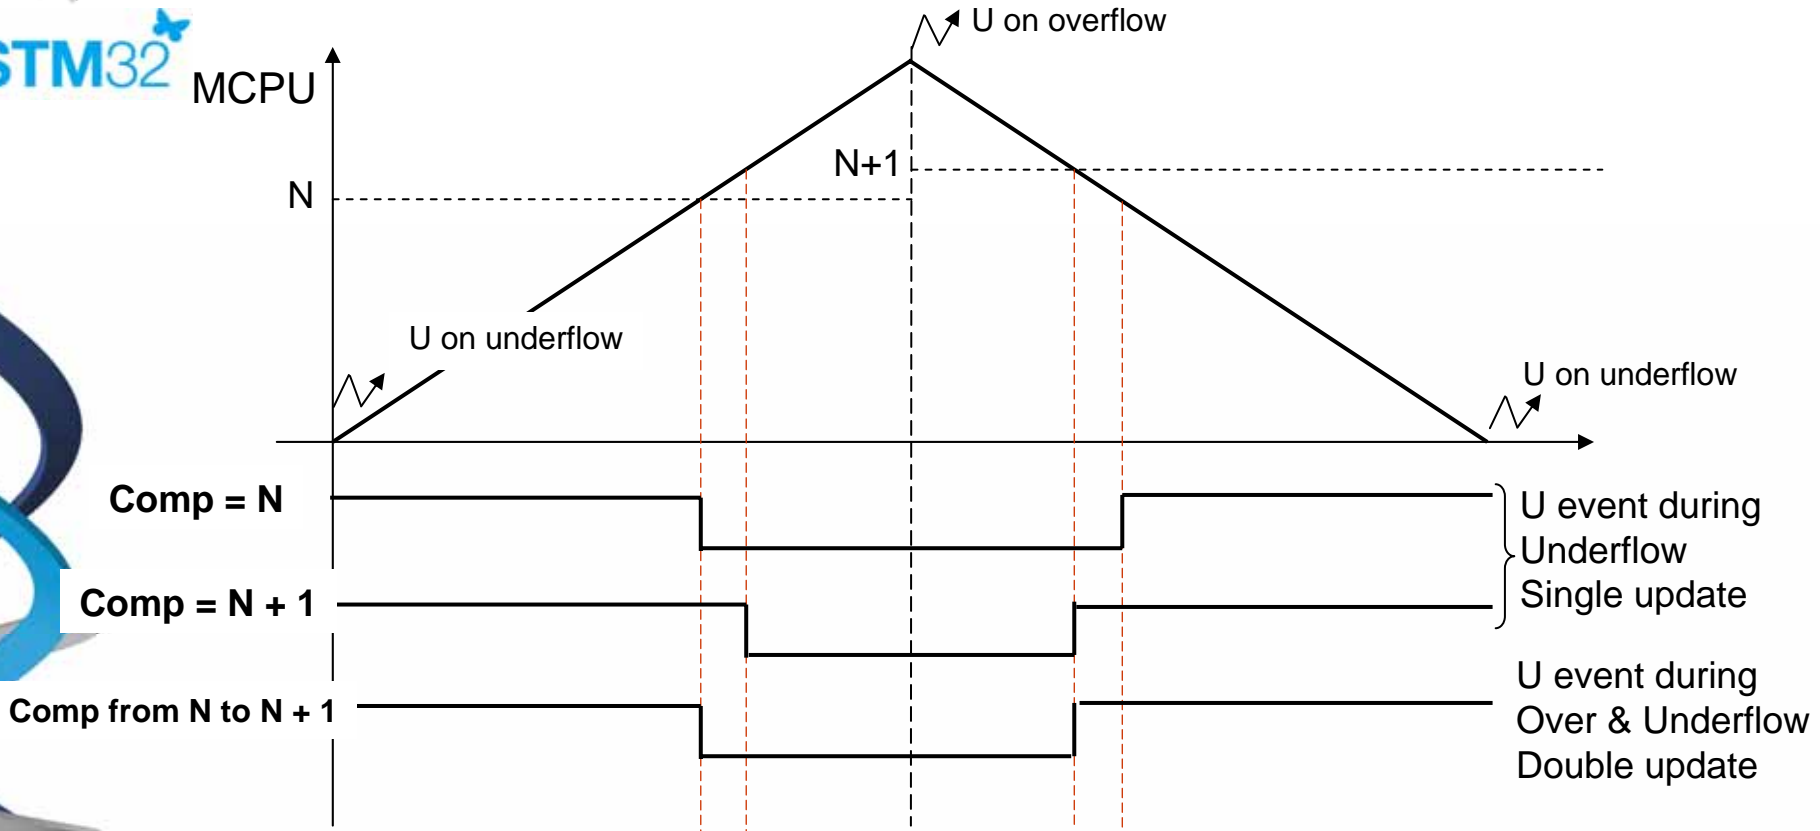 STM32
U on overflow
MCPU
N+1
N
U on underflow
U on underflow
Comp = N
U event during
Underflow
Single update
Comp = N + 1
Comp from N to N + 1
U event during
Over & Underflow
Double update